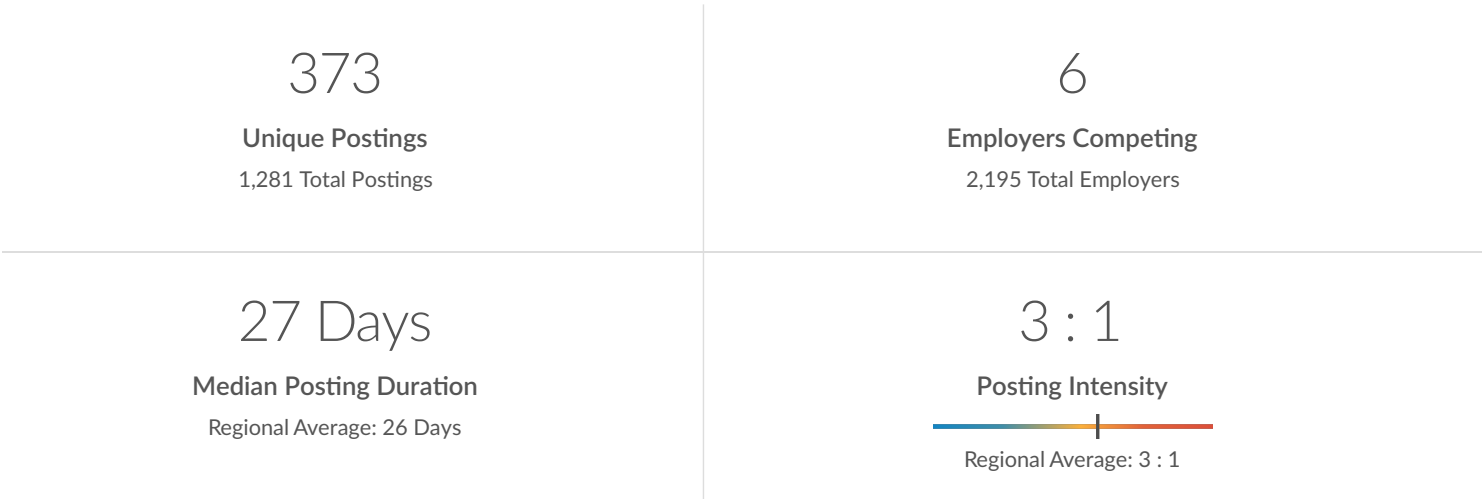 373
Unique Postings
1,281 Total Postings
6
Employers Competing
2,195 Total Employers
27 Days
Median Posting Duration
Regional Average: 26 Days
3 : 1
Posting Intensity
Regional Average: 3 : 1